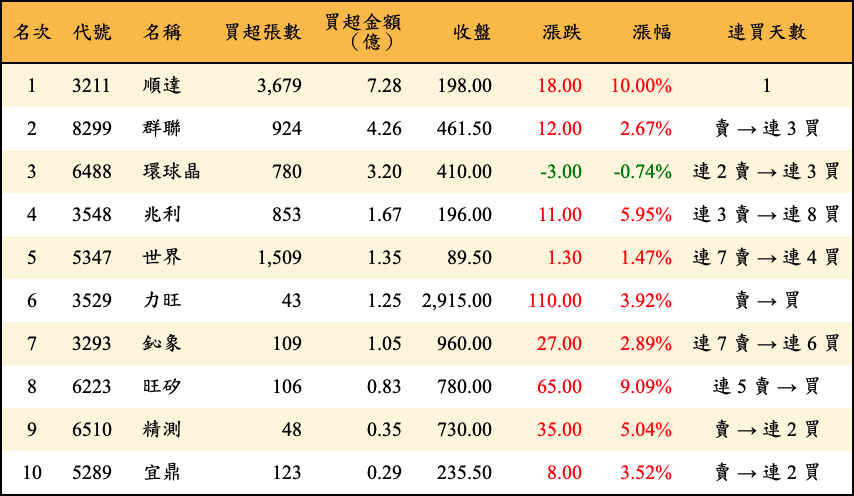 名次 代號 名稱 買超張數 買超金額（億） 收盤 漲跌 漲幅 連買天數
1 3211 順達 3,679 7.28 198.00 18.00 10.00% 1
2 8299 群聯 924 4.26 461.50 12.00 2.67% 賣 → 連 3 買
3 6488 環球晶 780 3.20 410.00 -3.00 -0.74% 連 2 賣 → 連 3 買
4 3548 兆利 853 1.67 196.00 11.00 5.95% 連 3 賣 → 連 8 買
5 5347 世界 1,509 1.35 89.50 1.30 1.47% 連 7 賣 → 連 4 買
6 3529 力旺 43 1.25 2,915.00 110.00 3.92% 賣 → 買
7 3293 鈊象 109 1.05 960.00 27.00 2.89% 連 7 賣 → 連 6 買
8 6223 旺矽 106 0.83 780.00 65.00 9.09% 連 5 賣 → 買
9 6510 精測 48 0.35 730.00 35.00 5.04% 賣 → 連 2 買
10 5289 宜鼎 123 0.29 235.50 8.00 3.52% 賣 → 連 2 買